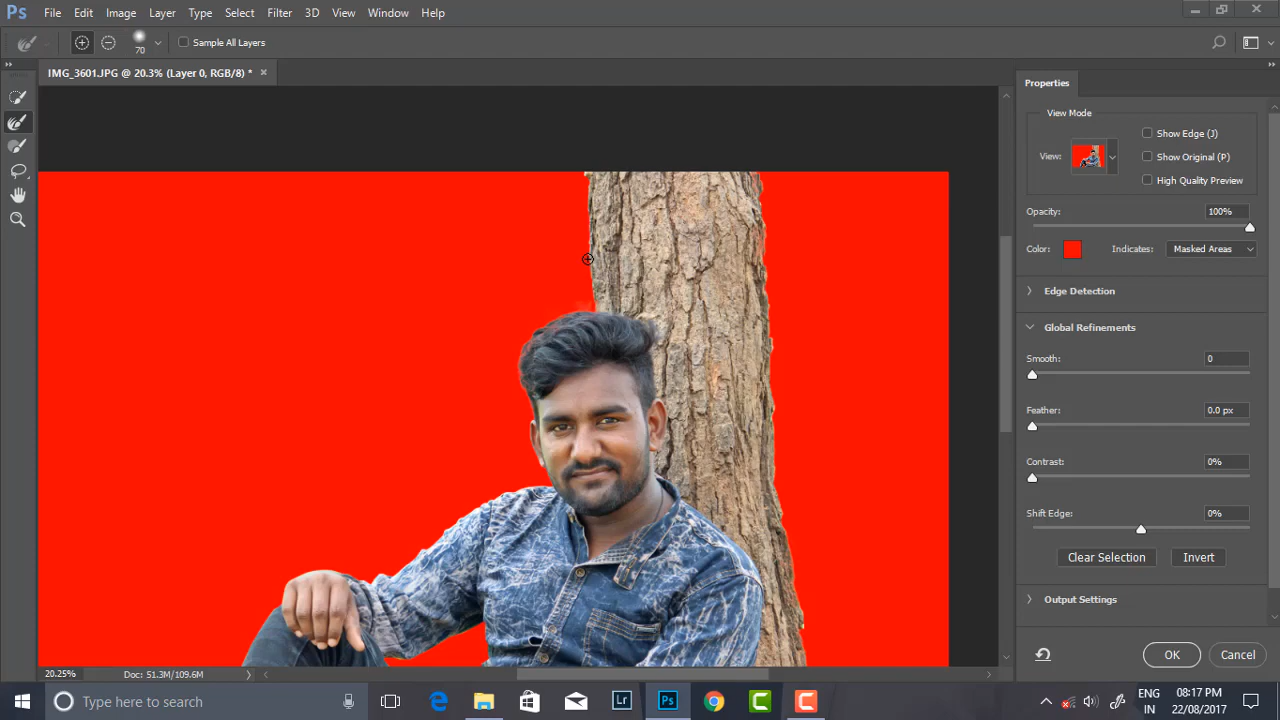 Ps File Edit Image Layer Type Select Filter 3D View Window Help
70 Sample All Layers
IMG_3601.JPG @ 20.3% (Layer 0, RGB/8) *
Properties
View Mode
Show Edge (J)
View: Show Original (P)
High Quality Preview
Opacity: 100%
Color: Indicates: Masked Areas
Edge Detection
Global Refinements
Smooth: 0
Feather: 0.0 px
Contrast: 0%
Shift Edge: 0%
Clear Selection Invert
Output Settings
OK Cancel
20.25% Doc: 51.3M/109.6M
Type here to search
Lr Ps
ENG 08:17 PM
IN 22/08/2017